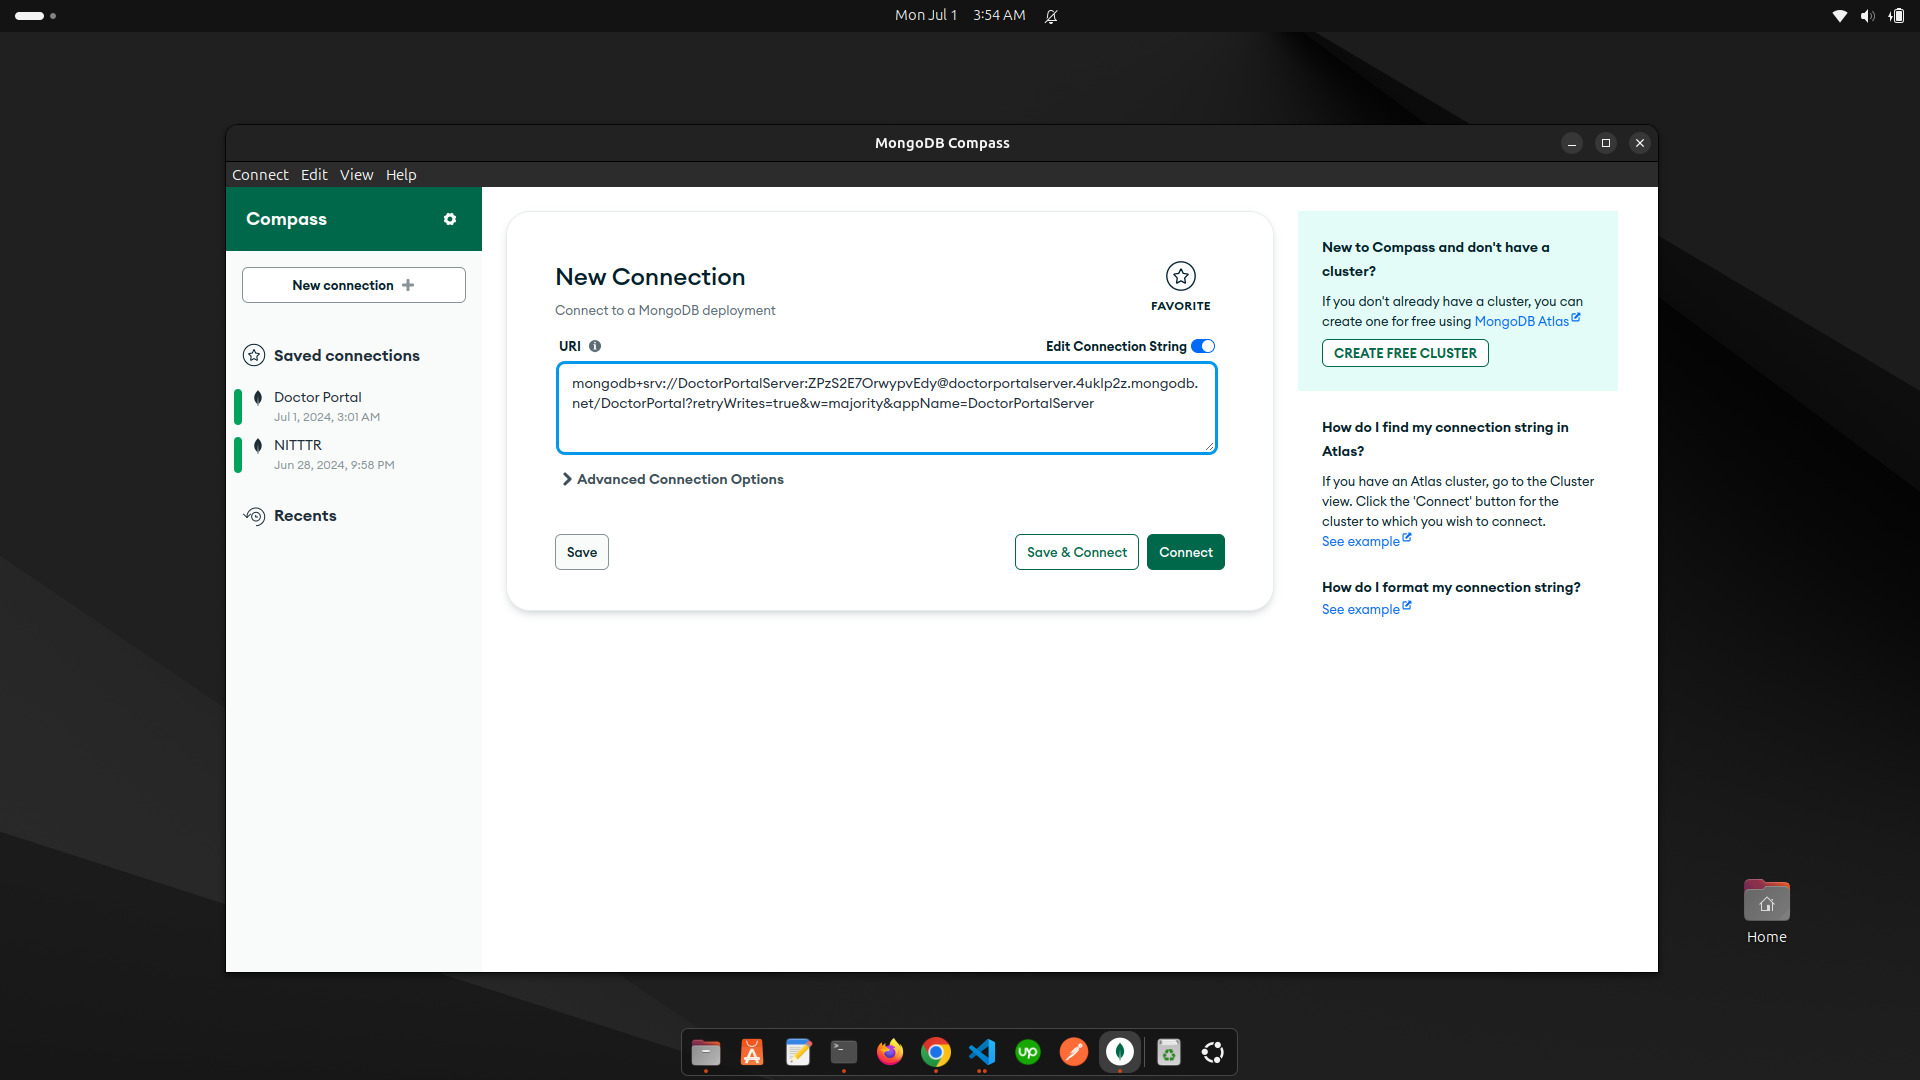 Mon Jul 1 3:54 AM
MongoDB Compass
Connect Edit View Help
Compass
New connection
Saved connections
Doctor Portal
Jul 1, 2024, 3:01 AM
NITTTR
Jun 28, 2024, 9:58 PM
Recents
New Connection
Connect to a MongoDB deployment
FAVORITE
URI
Edit Connection String
mongodb+srv://DoctorPortalServer:ZPzS2E7OrwypvEdy@doctorportalserver.4uklp2z.mongodb.
net/DoctorPortal?retryWrites=true&w=majority&appName=DoctorPortalServer
Advanced Connection Options
Save
Save & Connect
Connect
New to Compass and don't have a
cluster?
If you don't already have a cluster, you can
create one for free using MongoDB Atlas
CREATE FREE CLUSTER
How do I find my connection string in
Atlas?
If you have an Atlas cluster, go to the Cluster
view. Click the 'Connect' button for the
cluster to which you wish to connect.
See example
How do I format my connection string?
See example
Home
up